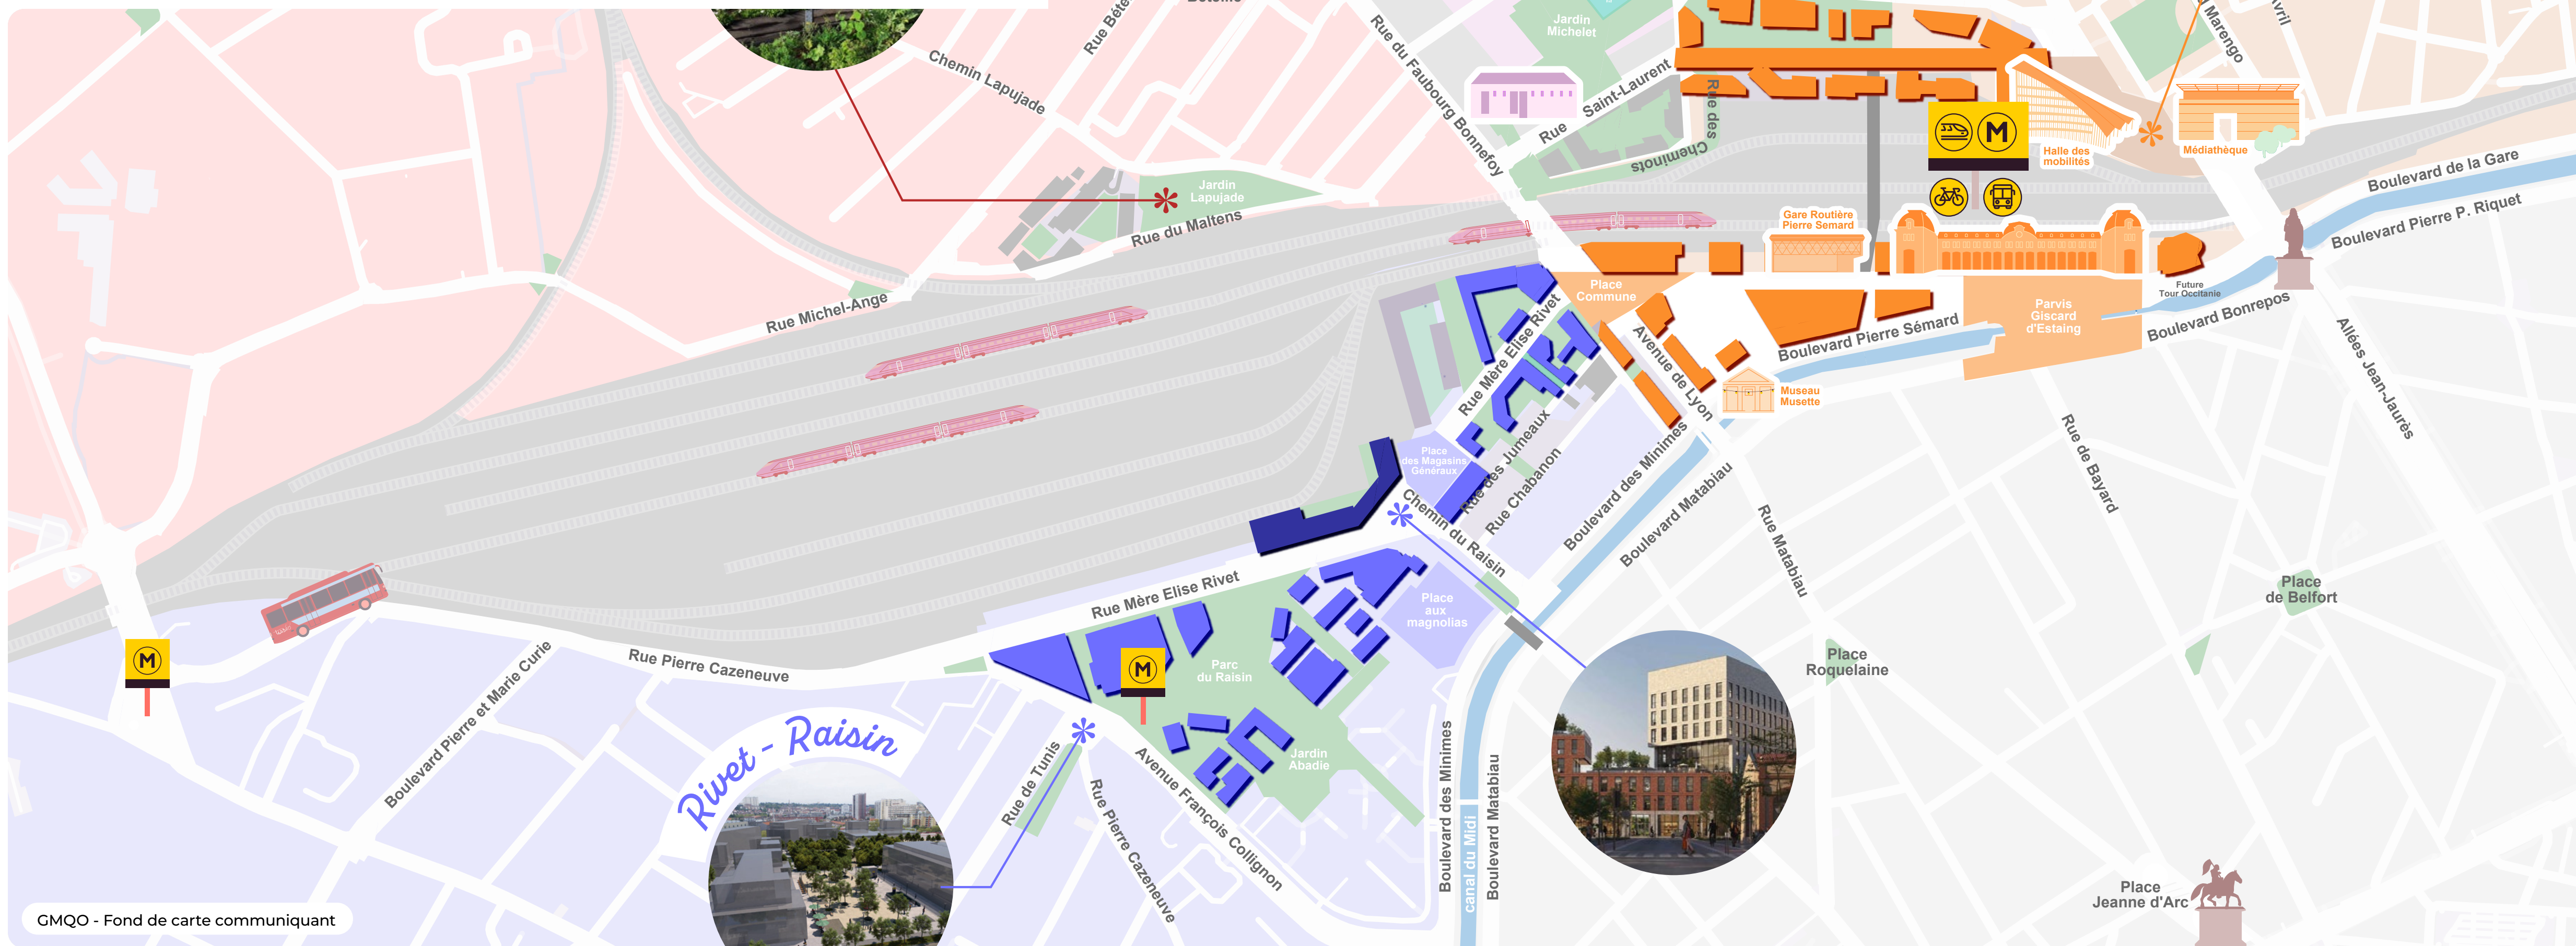 Rue Béte
Rue du Faubourg Bonnefoy
Jardin
Michelet
Marengo
Chemin Lapujade
Rue Saint-Laurent
Rue des
Cheminots
M
Halle des
mobilités
Médiathèque
Boulevard de la Gare
Boulevard Pierre P. Riquet
Jardin
Lapujade
Rue du Maltens
Gare Routière
Pierre Semard
Rue Michel-Ange
Place
Commune
Future
Tour Occitanie
Parvis
Giscard
d'Estaing
Boulevard Bonrepos
Boulevard Pierre Sémard
Allées Jean-Jaurès
Rue Mère Elise Rivet
Avenue de Lyon
Museau
Musette
Place
des Magasins
Généraux
Rue des Jumeaux
Rue Chabanon
Chemin du Raisin
Boulevard des Minimes
Boulevard Matabiau
Rue Matabiau
Rue de Bayard
Rue Mère Elise Rivet
Place
aux
magnolias
Place
de Belfort
Place
Roquelaine
M
M
Rue Pierre Cazeneuve
Boulevard Pierre et Marie Curie
Parc
du Raisin
Jardin
Abadie
Rivet - Raisin
Rue de Tunis
Rue Pierre Cazeneuve
Avenue François Collignon
Boulevard des Minimes
canal du Midi
Boulevard Matabiau
Place
Jeanne d'Arc
GMQO - Fond de carte communiquant